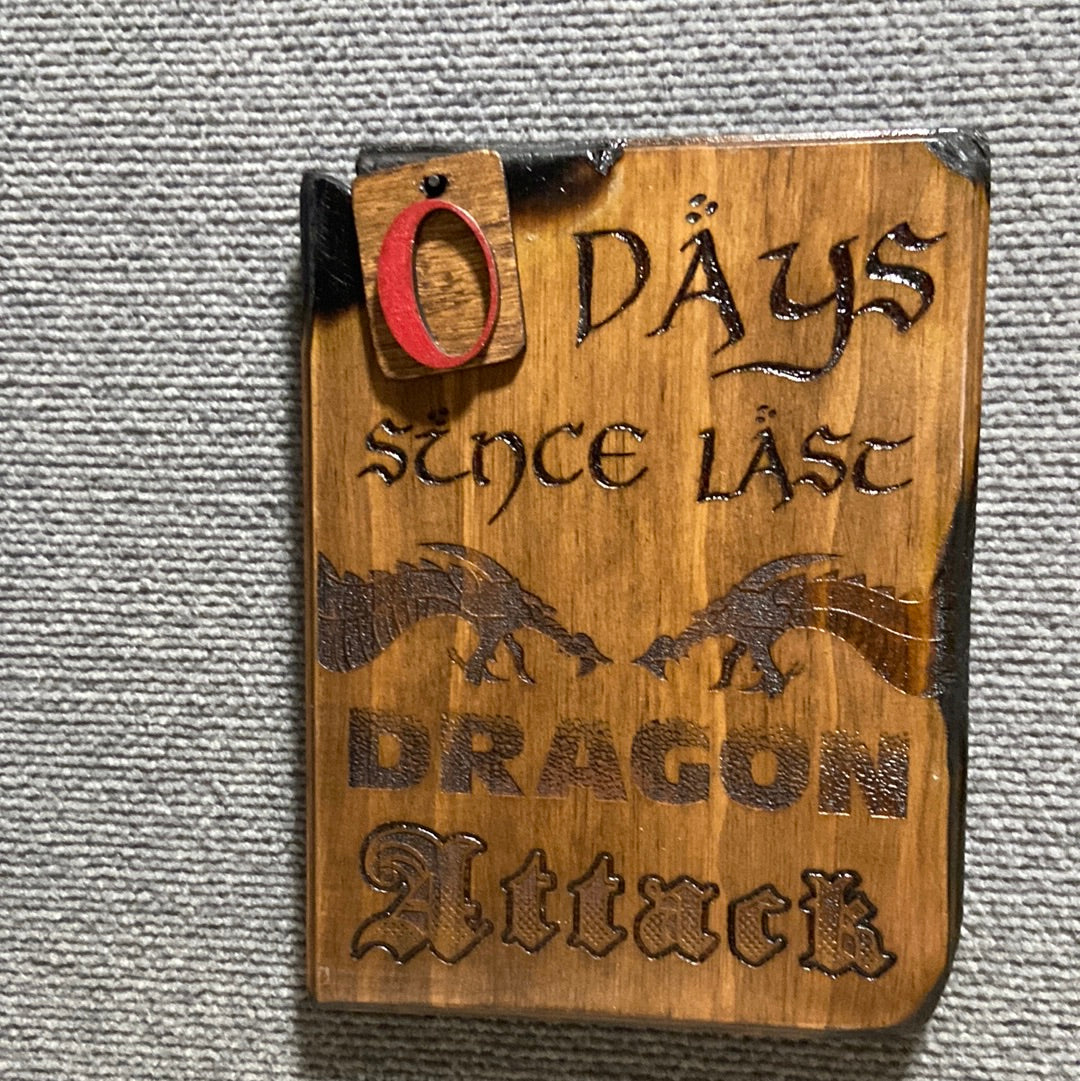 0 DAYS
SINCE LAST
DRAGON
Attack